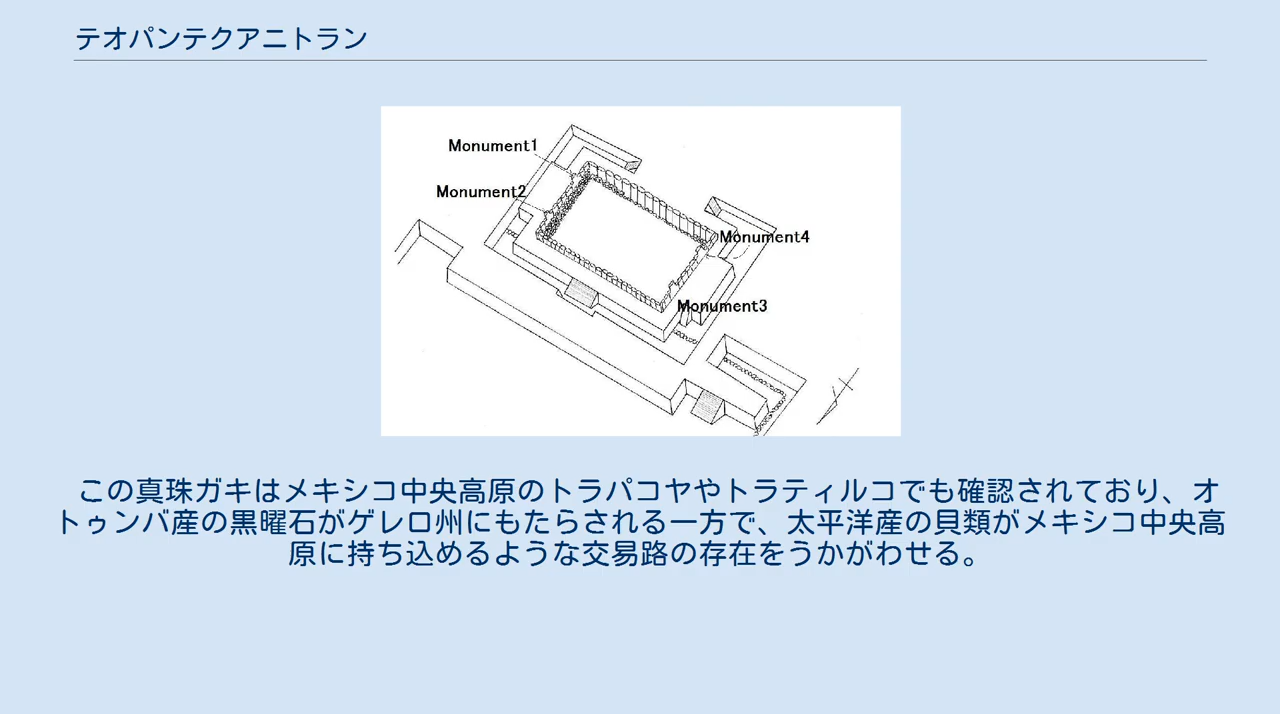 テオパンテクアニトラン
Monument1
Monument2
Monument4
Monument3
この真珠ガキはメキシコ中央高原のトラパコヤやトラティルコでも確認されており、オ
トゥンバ産の黒曜石がゲレロ州にもたらされる一方で、太平洋産の貝類がメキシコ中央高
原に持ち込めるような交易路の存在をうかがわせる。